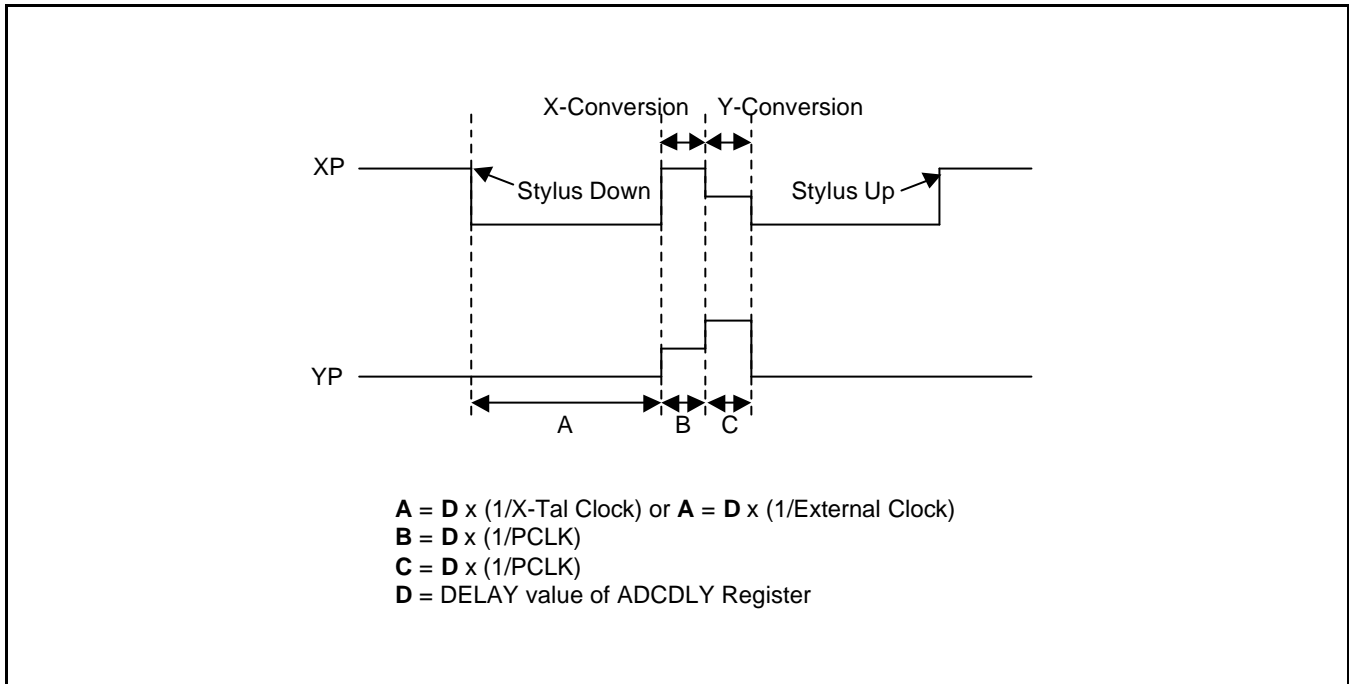 X-Conversion Y-Conversion
XP
Stylus Down
Stylus Up
YP
A
B
C
A = D x (1/X-Tal Clock) or A = D x (1/External Clock)
B = D x (1/PCLK)
C = D x (1/PCLK)
D = DELAY value of ADCDLY Register